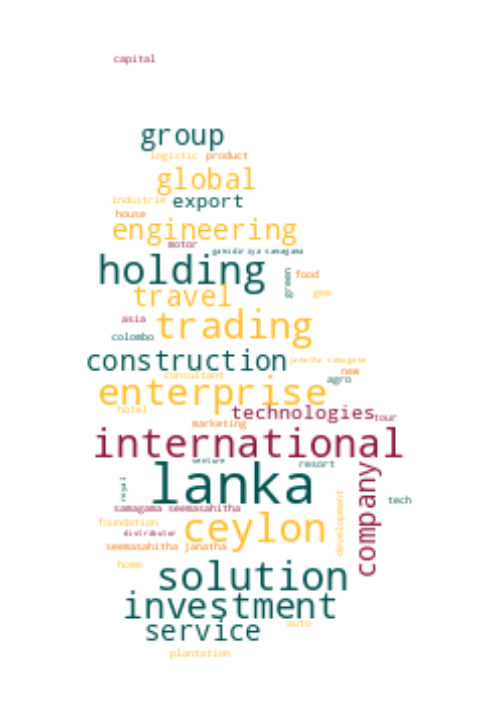 capital
group
logistic product
global
industrie export
house
engineering
motor gamidiriya samagama
holding green food
travel gem
asia trading
colombo
construction janatha samagama
consultant new
enterprise agro
hotel technologies tour
marketing
international
venture resort
royal lanka company tech
samagama seemasahitha
foundation ceylon development
distributor
seemasahitha janatha
home solution
investment
service auto
plantation